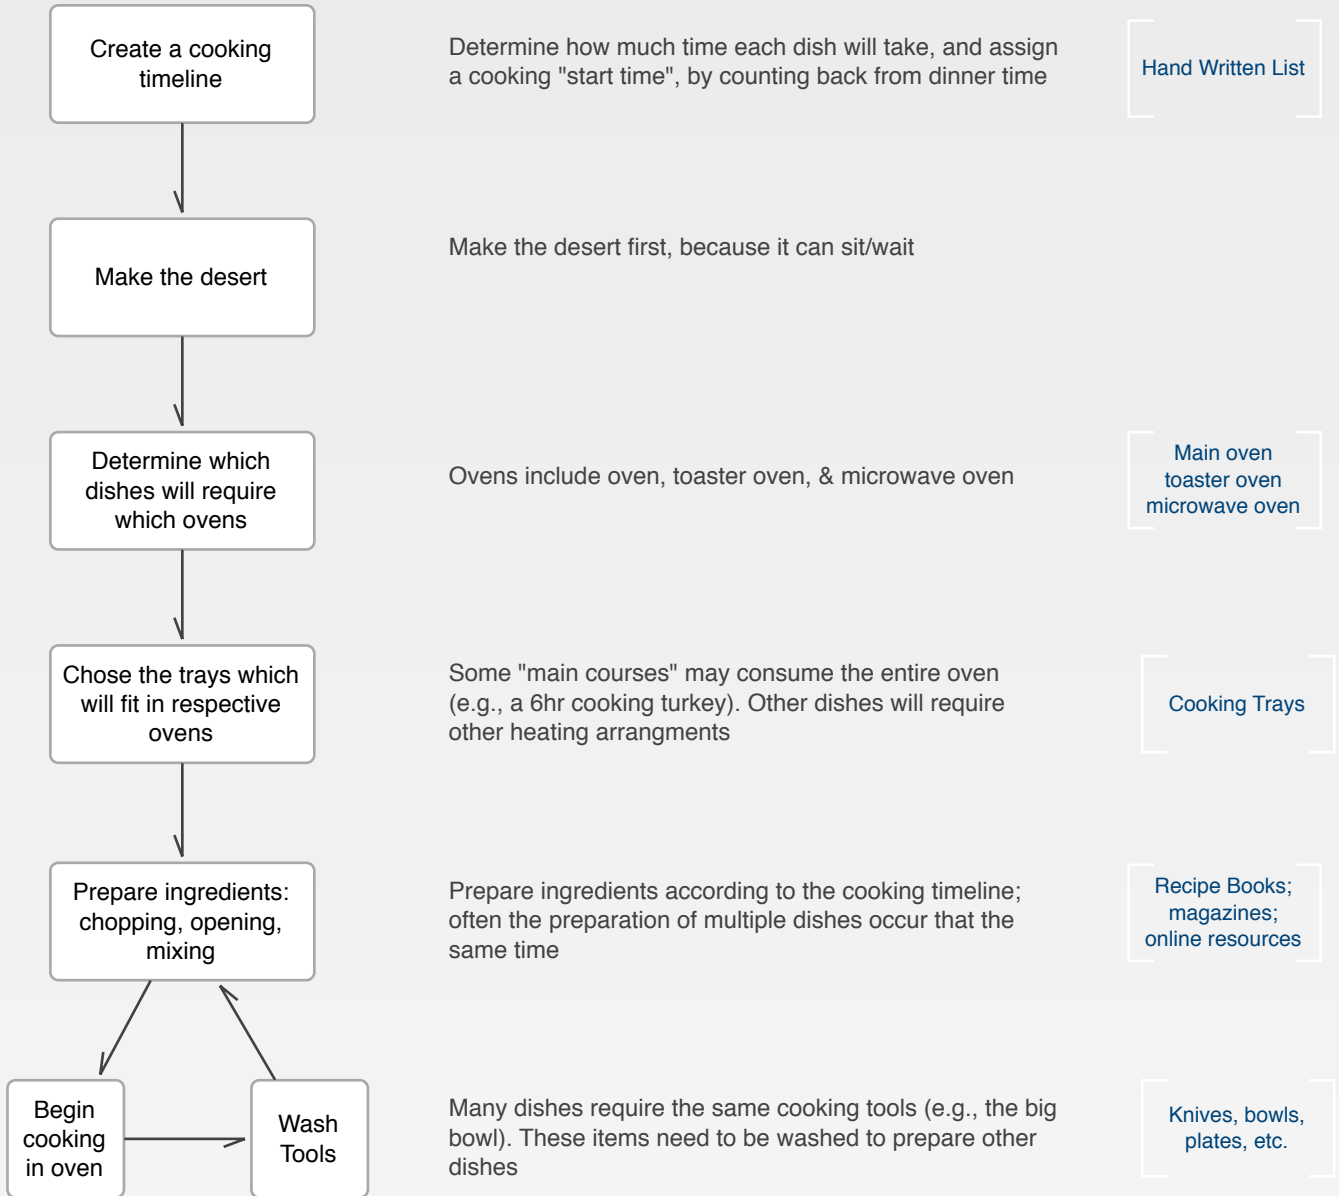 Create a cooking
timeline
Determine how much time each dish will take, and assign
a cooking "start time", by counting back from dinner time
Hand Written List
Make the desert
Make the desert first, because it can sit/wait
Determine which
dishes will require
which ovens
Ovens include oven, toaster oven, & microwave oven
Main oven
toaster oven
microwave oven
Chose the trays which
will fit in respective
ovens
Some "main courses" may consume the entire oven
(e.g., a 6hr cooking turkey). Other dishes will require
other heating arrangments
Cooking Trays
Prepare ingredients:
chopping, opening,
mixing
Prepare ingredients according to the cooking timeline;
often the preparation of multiple dishes occur that the
same time
Recipe Books;
magazines;
online resources
Begin
cooking
in oven
Wash
Tools
Many dishes require the same cooking tools (e.g., the big
bowl). These items need to be washed to prepare other
dishes
Knives, bowls,
plates, etc.